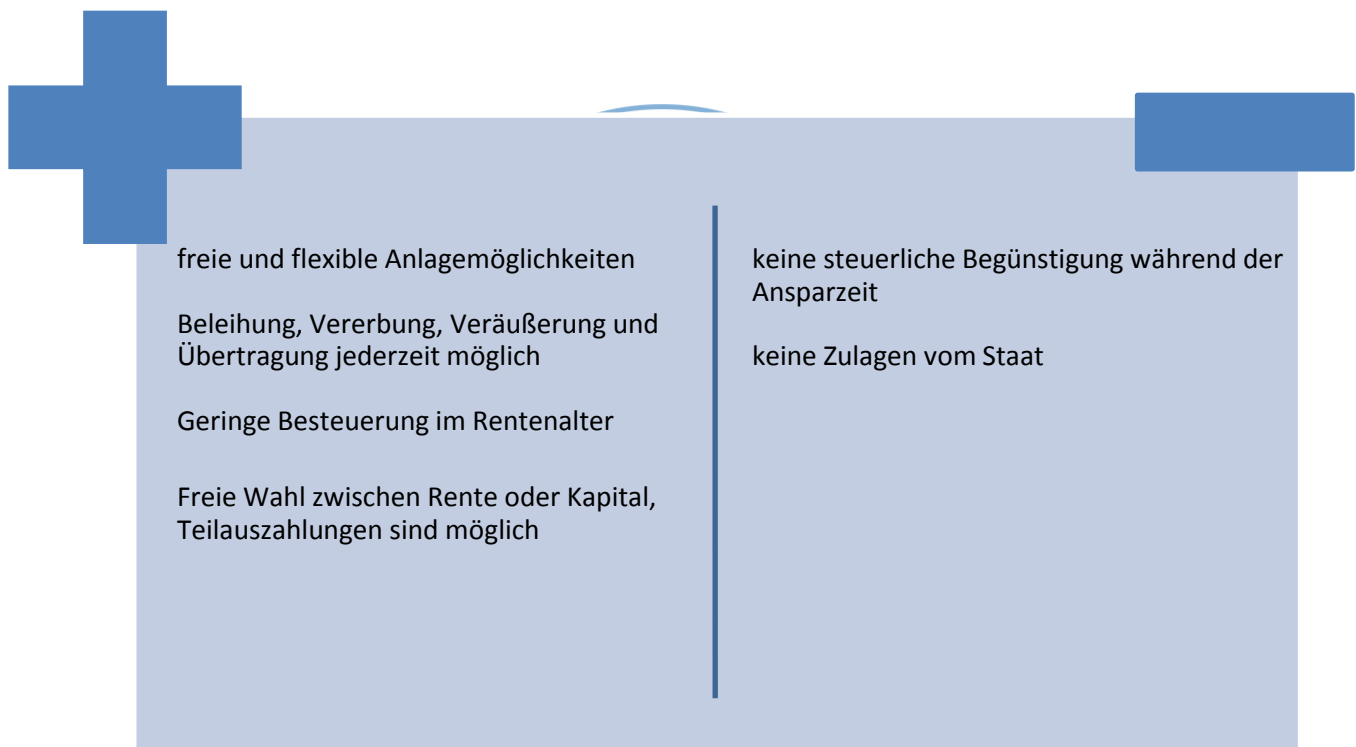 freie und flexible Anlagemöglichkeiten
Beleihung, Vererbung, Veräußerung und
Übertragung jederzeit möglich
Geringe Besteuerung im Rentenalter
Freie Wahl zwischen Rente oder Kapital,
Teilauszahlungen sind möglich
keine steuerliche Begünstigung während der
Ansparzeit
keine Zulagen vom Staat